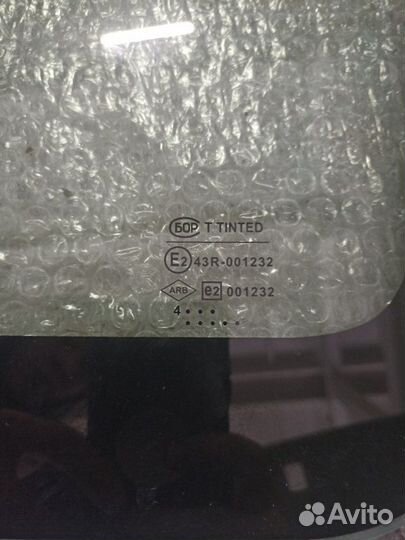 БОР T TINTED
E2 43R-001232
ARB e2 001232
4
Avito